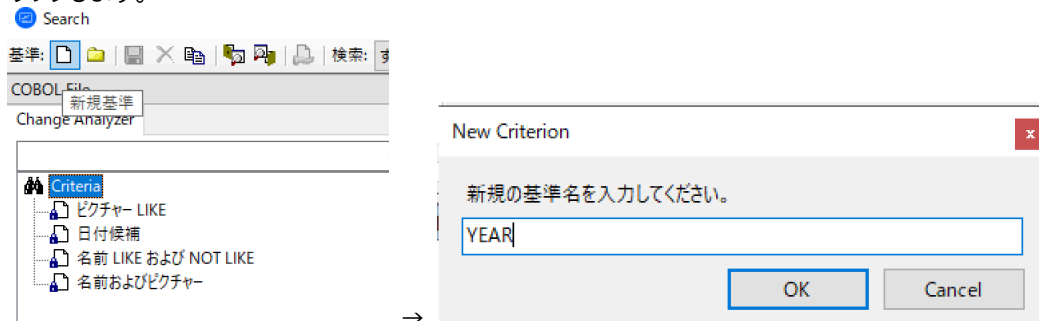 Search
基準:
検索:
COBOL File
新規基準
Change Analyzer
Criteria
ピクチャー LIKE
日付候補
名前 LIKE および NOT LIKE
名前およびピクチャー
→
New Criterion
x
新規の基準名を入力してください。
YEAR
OK
Cancel